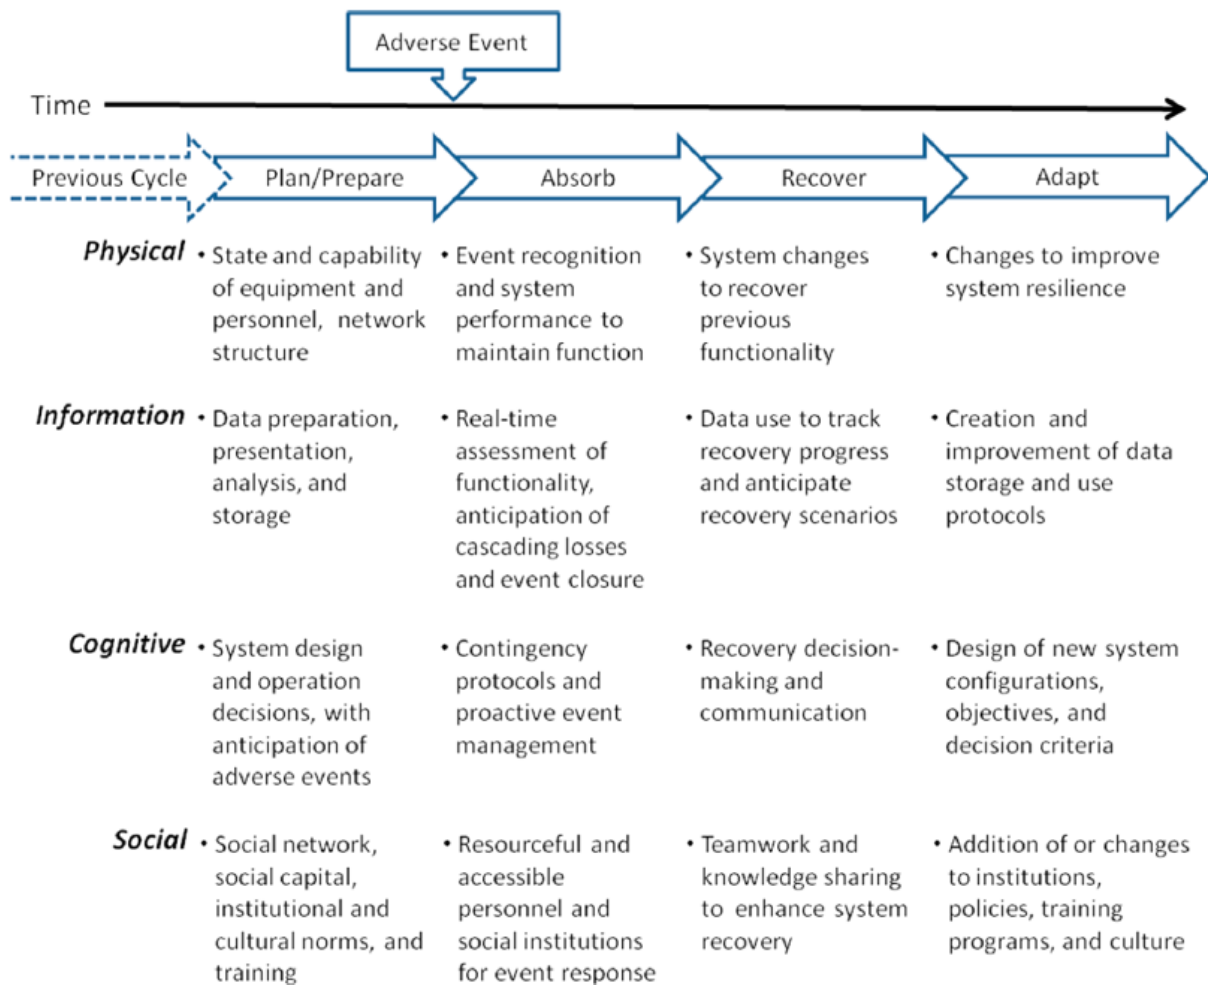 Adverse Event
Time
Previous Cycle
Plan/Prepare
Absorb
Recover
Adapt
Physical
• State and capability
of equipment and
personnel, network
structure
• Event recognition
and system
performance to
maintain function
• System changes
to recover
previous
functionality
• Changes to improve
system resilience
Information
• Data preparation,
presentation,
analysis, and
storage
• Real-time
assessment of
functionality,
anticipation of
cascading losses
and event closure
• Data use to track
recovery progress
and anticipate
recovery scenarios
• Creation and
improvement of data
storage and use
protocols
Cognitive
• System design
and operation
decisions, with
anticipation of
adverse events
• Contingency
protocols and
proactive event
management
• Recovery decision-
making and
communication
• Design of new system
configurations,
objectives, and
decision criteria
Social
• Social network,
social capital,
institutional and
cultural norms, and
training
• Resourceful and
accessible
personnel and
social institutions
for event response
• Teamwork and
knowledge sharing
to enhance system
recovery
• Addition of or changes
to institutions,
policies, training
programs, and culture